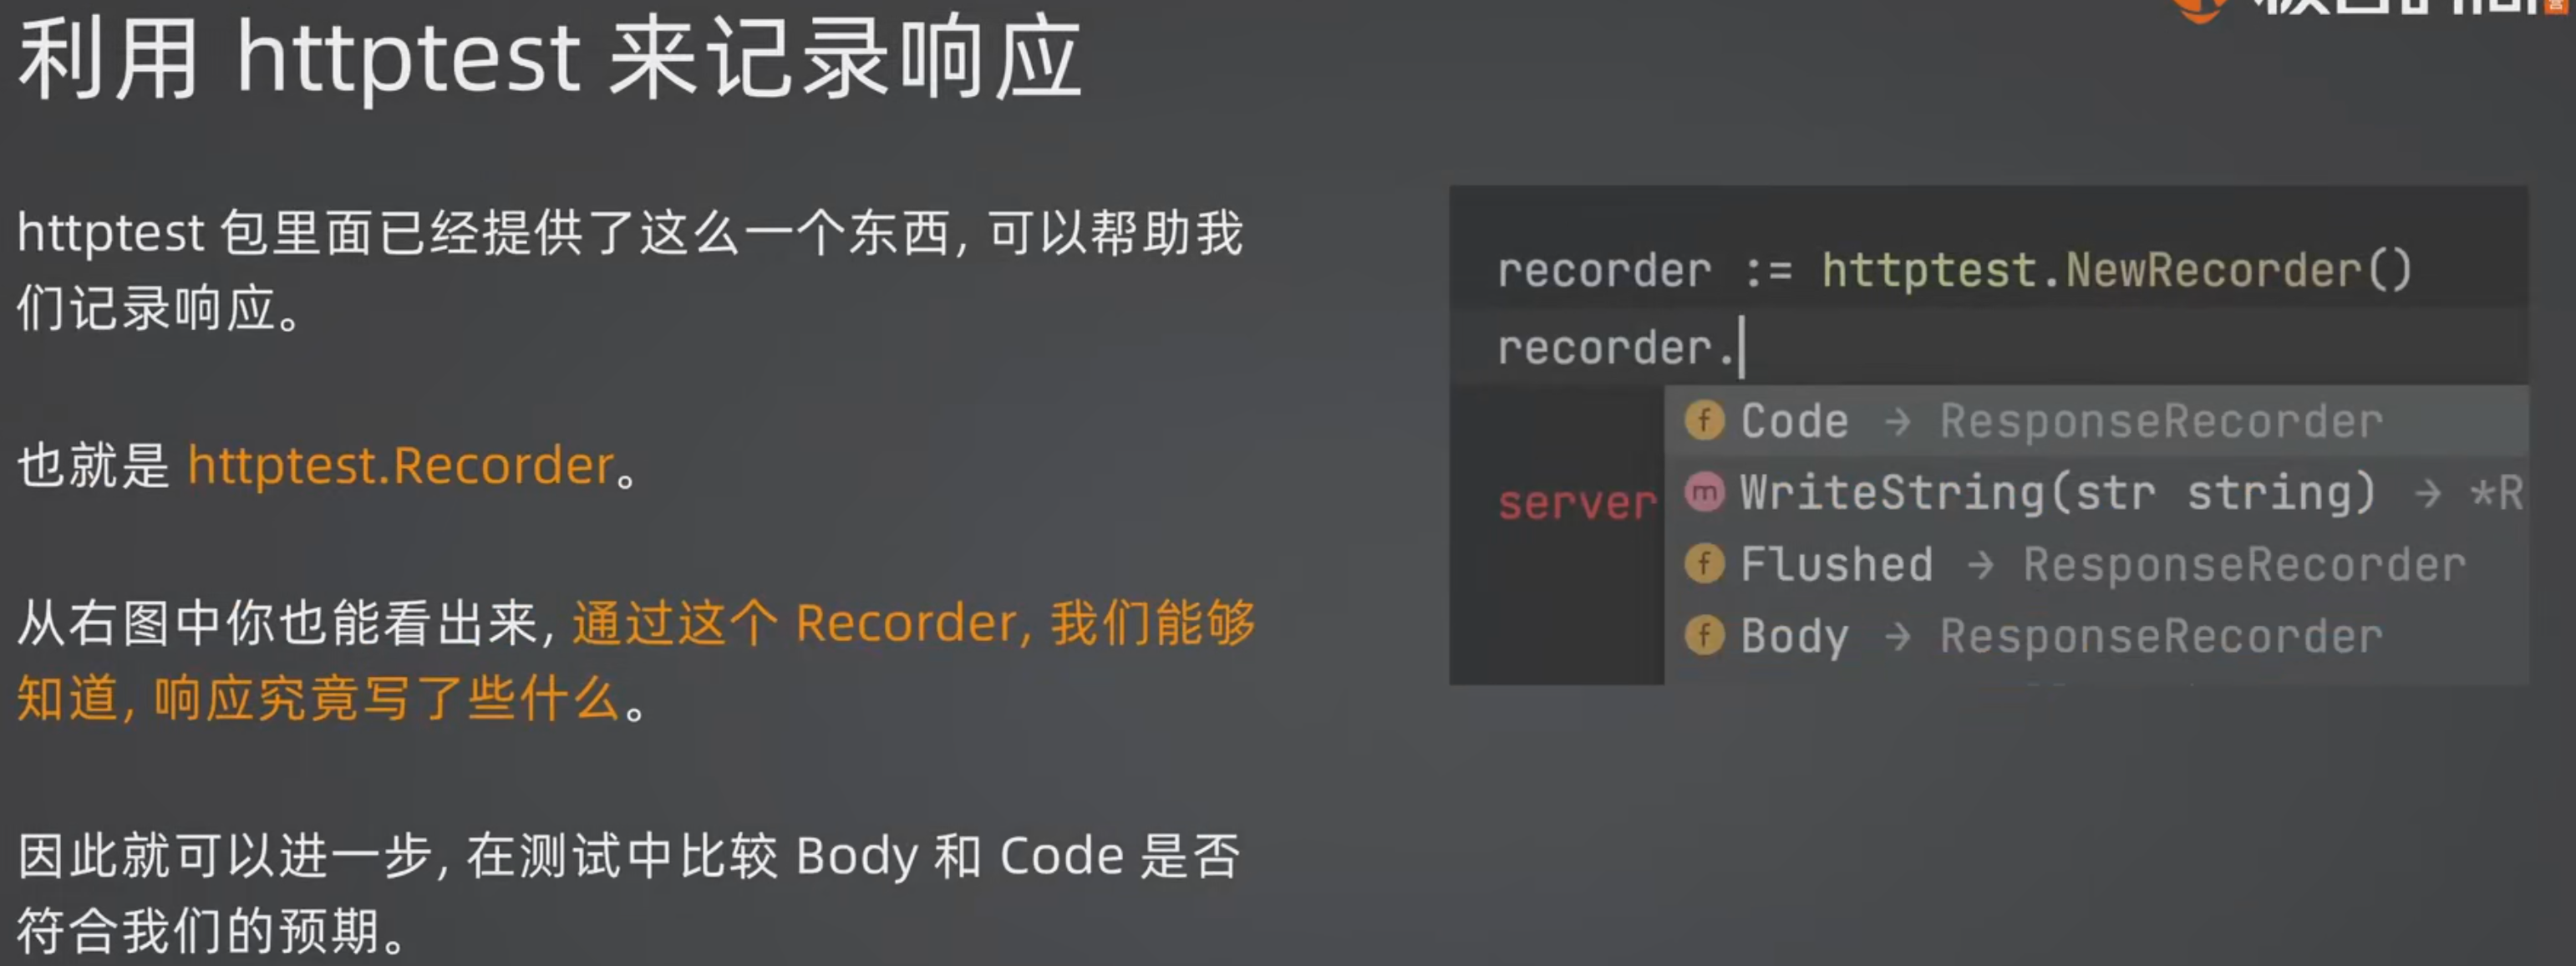 利用 httptest 来记录响应
httptest 包里面已经提供了这么一个东西, 可以帮助我
们记录响应。
也就是 httptest.Recorder。
从右图中你也能看出来, 通过这个 Recorder, 我们能够
知道, 响应究竟写了些什么。
因此就可以进一步, 在测试中比较 Body 和 Code 是否
符合我们的预期。
recorder := httptest.NewRecorder()
recorder.
f Code → ResponseRecorder
m WriteString(str string) → *R
server
f Flushed → ResponseRecorder
f Body → ResponseRecorder